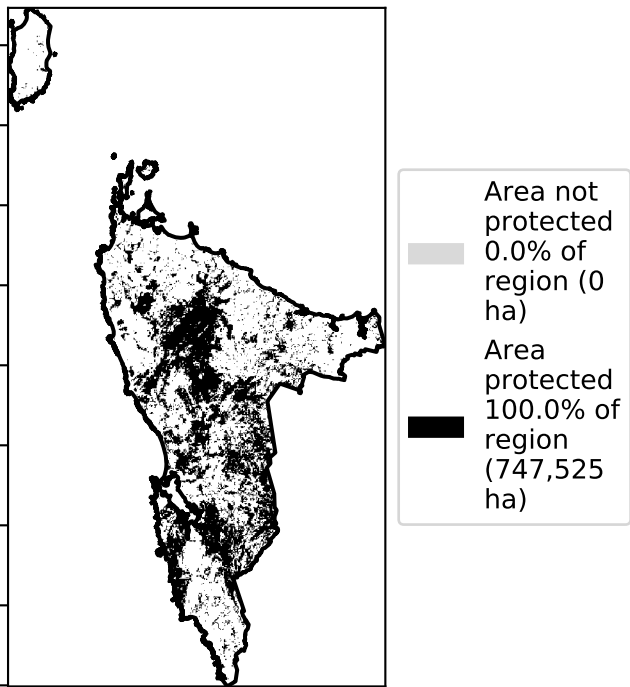 Area not
protected
0.0% of
region (0
ha)
Area
protected
100.0% of
region
(747,525
ha)